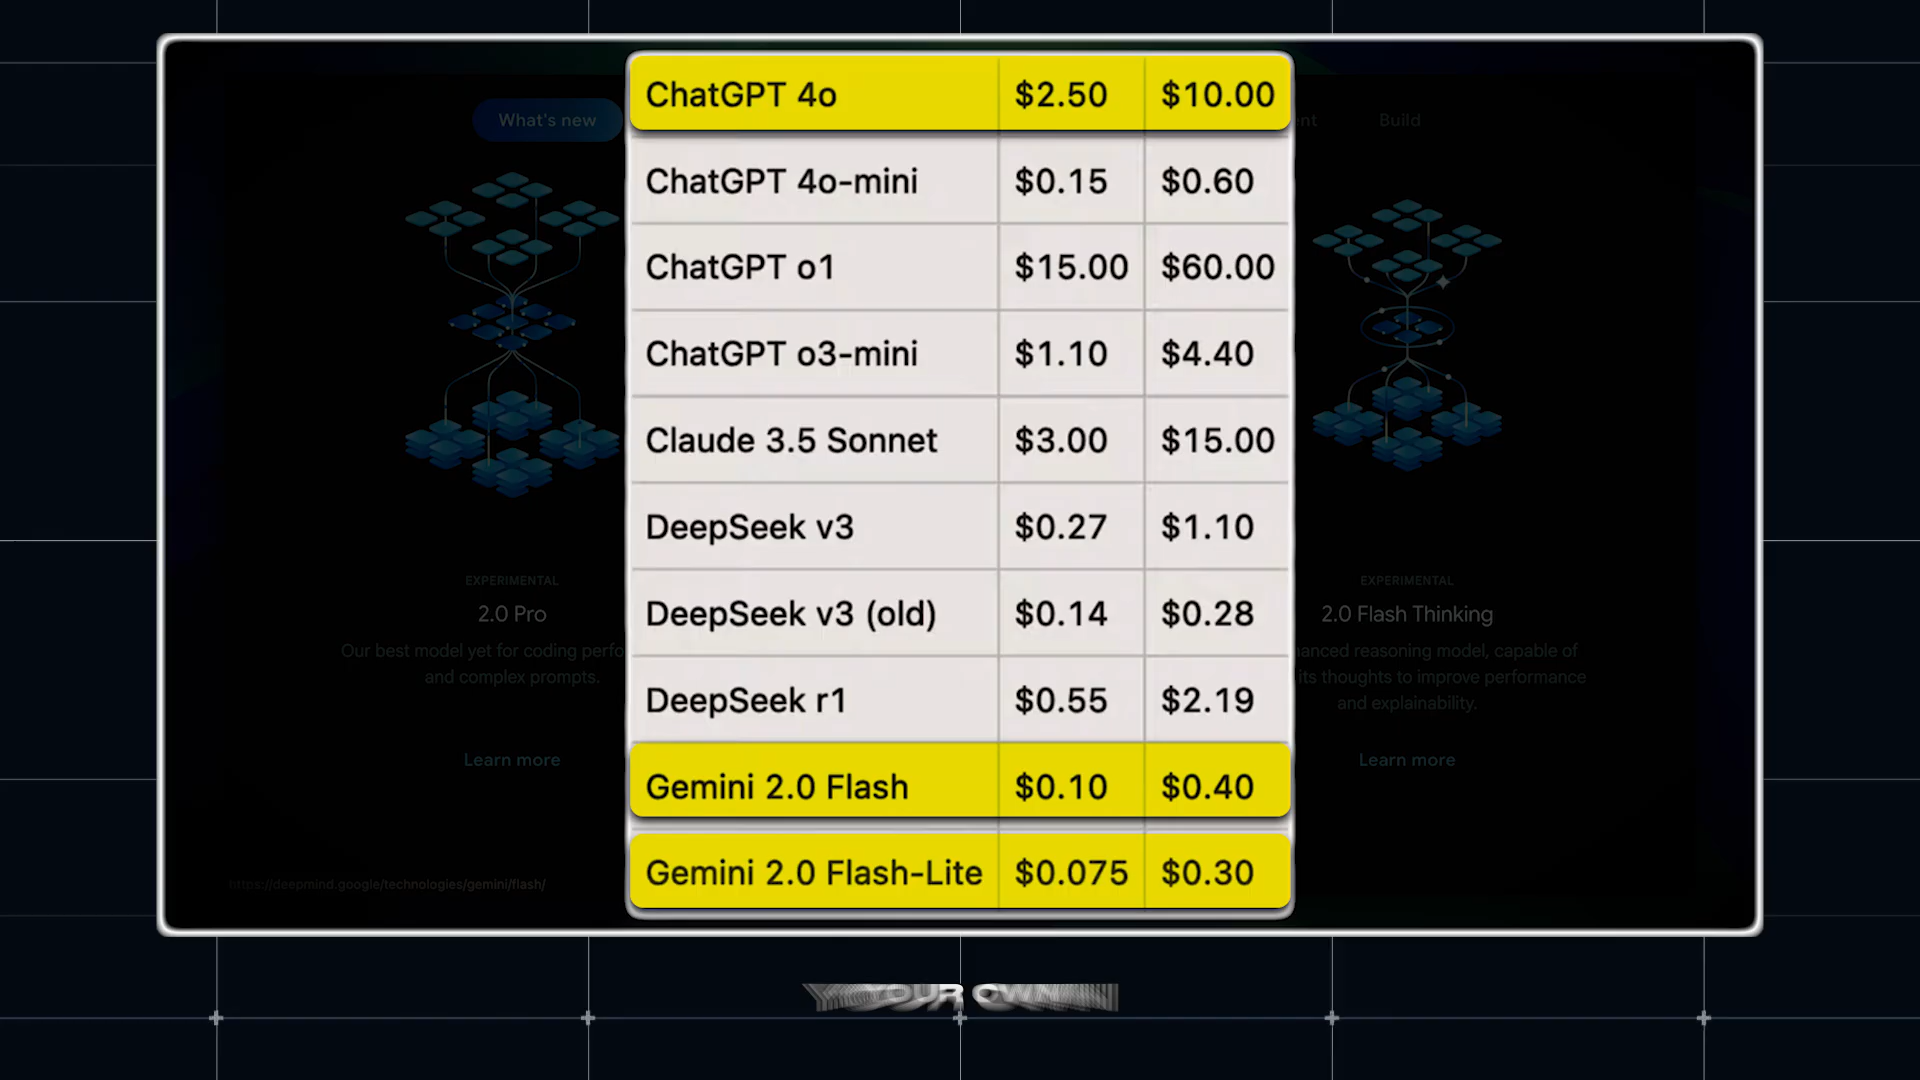 ChatGPT 4o $2.50 $10.00
What's new
nt
Build
ChatGPT 4o-mini $0.15 $0.60
ChatGPT o1 $15.00 $60.00
ChatGPT o3-mini $1.10 $4.40
Claude 3.5 Sonnet $3.00 $15.00
DeepSeek v3 $0.27 $1.10
DeepSeek v3 (old) $0.14 $0.28
DeepSeek r1 $0.55 $2.19
Gemini 2.0 Flash $0.10 $0.40
Gemini 2.0 Flash-Lite $0.075 $0.30
EXPERIMENTAL
2.0 Pro
Our best model yet for coding perfo
and complex prompts.
Learn more
EXPERIMENTAL
2.0 Flash Thinking
anced reasoning model, capable of
its thoughts to improve performance
and explainability.
Learn more
https://deepmind.google/technologies/gemini/flash/
YOUR OWN